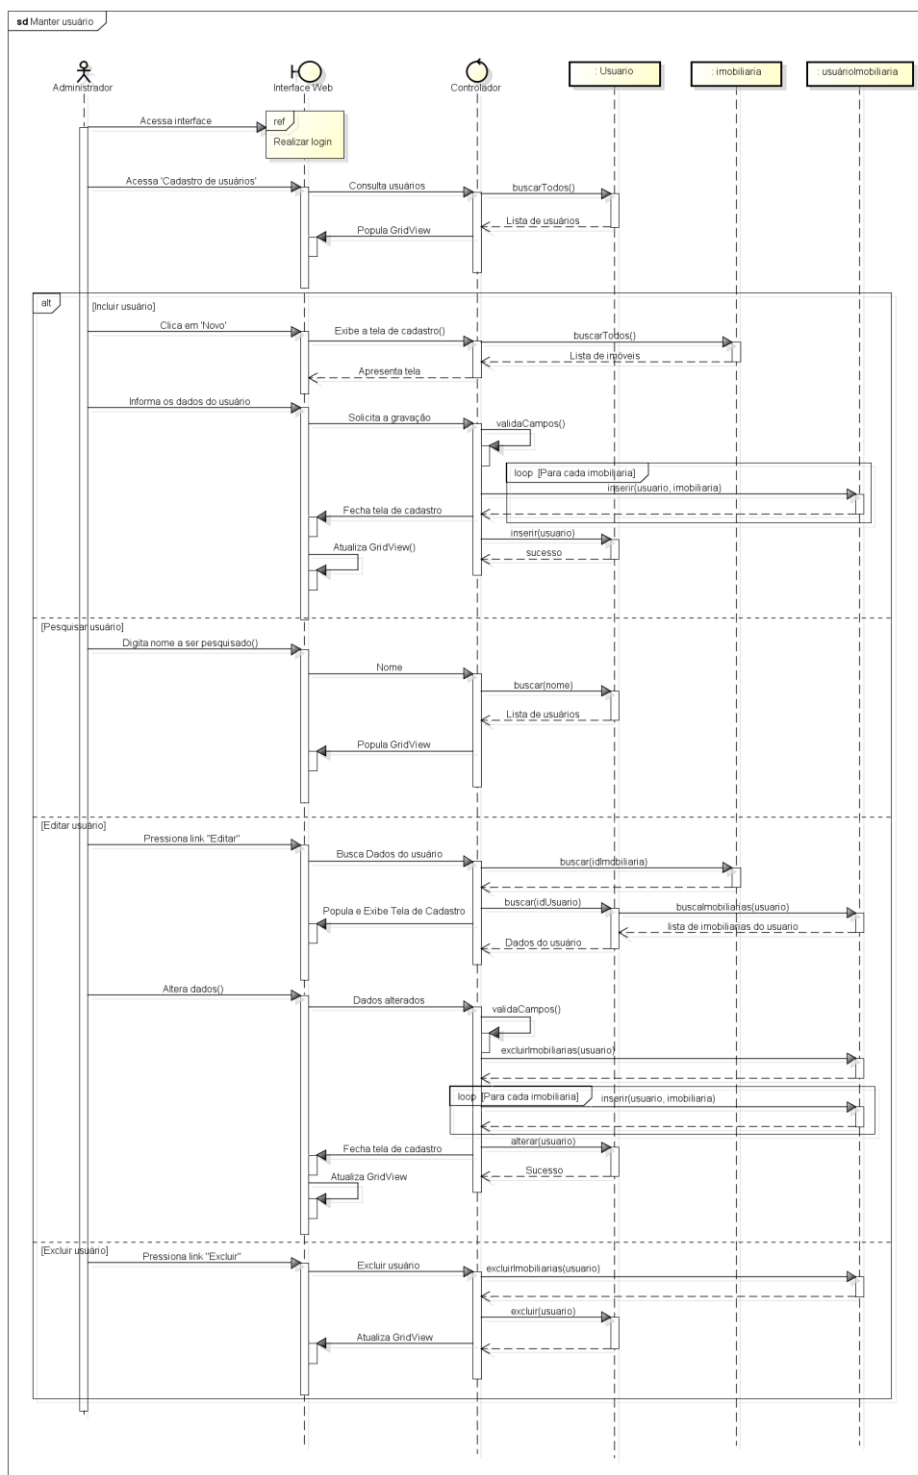 sd Manter usuário
Administrador
Interface Web
Controlador
: Usuario
: imobiliaria
: usuárioImobiliaria
Acessa interface
ref
Realizar login
Acessa 'Cadastro de usuários'
Consulta usuários
buscarTodos()
Lista de usuários
Popula GridView
alt
[Incluir usuário]
Clica em 'Novo'
Exibe a tela de cadastro()
buscarTodos()
Lista de imóveis
Apresenta tela
Informa os dados do usuário
Solicita a gravação
validaCampos()
loop [Para cada imobiliaria]
inserir(usuario, imobiliaria)
Fecha tela de cadastro
inserir(usuario)
Atualiza GridView()
sucesso
[Pesquisar usuário]
Digita nome a ser pesquisado()
Nome
buscar(nome)
Lista de usuários
Popula GridView
[Editar usuário]
Pressiona link "Editar"
Busca Dados do usuário
buscar(idImobiliaria)
buscar(idUsuario)
buscaImobiliarias(usuario)
Popula e Exibe Tela de Cadastro
lista de imobiliarias do usuario
Dados do usuário
Altera dados()
Dados alterados
validaCampos()
excluirImobiliarias(usuario)
loop [Para cada imobiliaria]
inserir(usuario, imobiliaria)
alterar(usuario)
Fecha tela de cadastro
Sucesso
Atualiza GridView
[Excluir usuário]
Pressiona link "Excluir"
Excluir usuário
excluirImobiliarias(usuario)
excluir(usuario)
Atualiza GridView